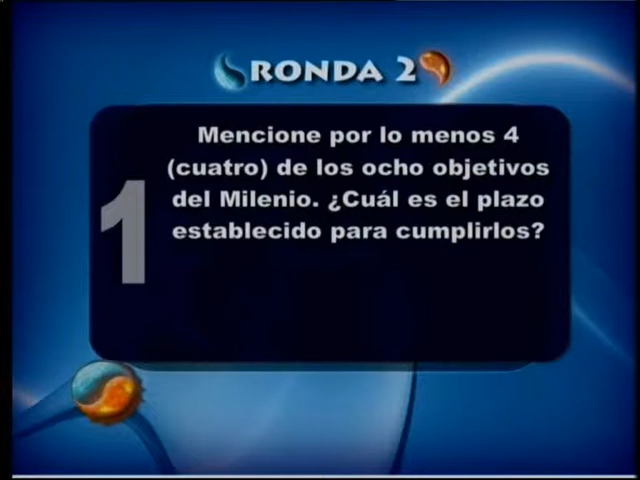 RONDA 2
1
Mencione por lo menos 4
(cuatro) de los ocho objetivos
del Milenio. ¿Cuál es el plazo
establecido para cumplirlos?